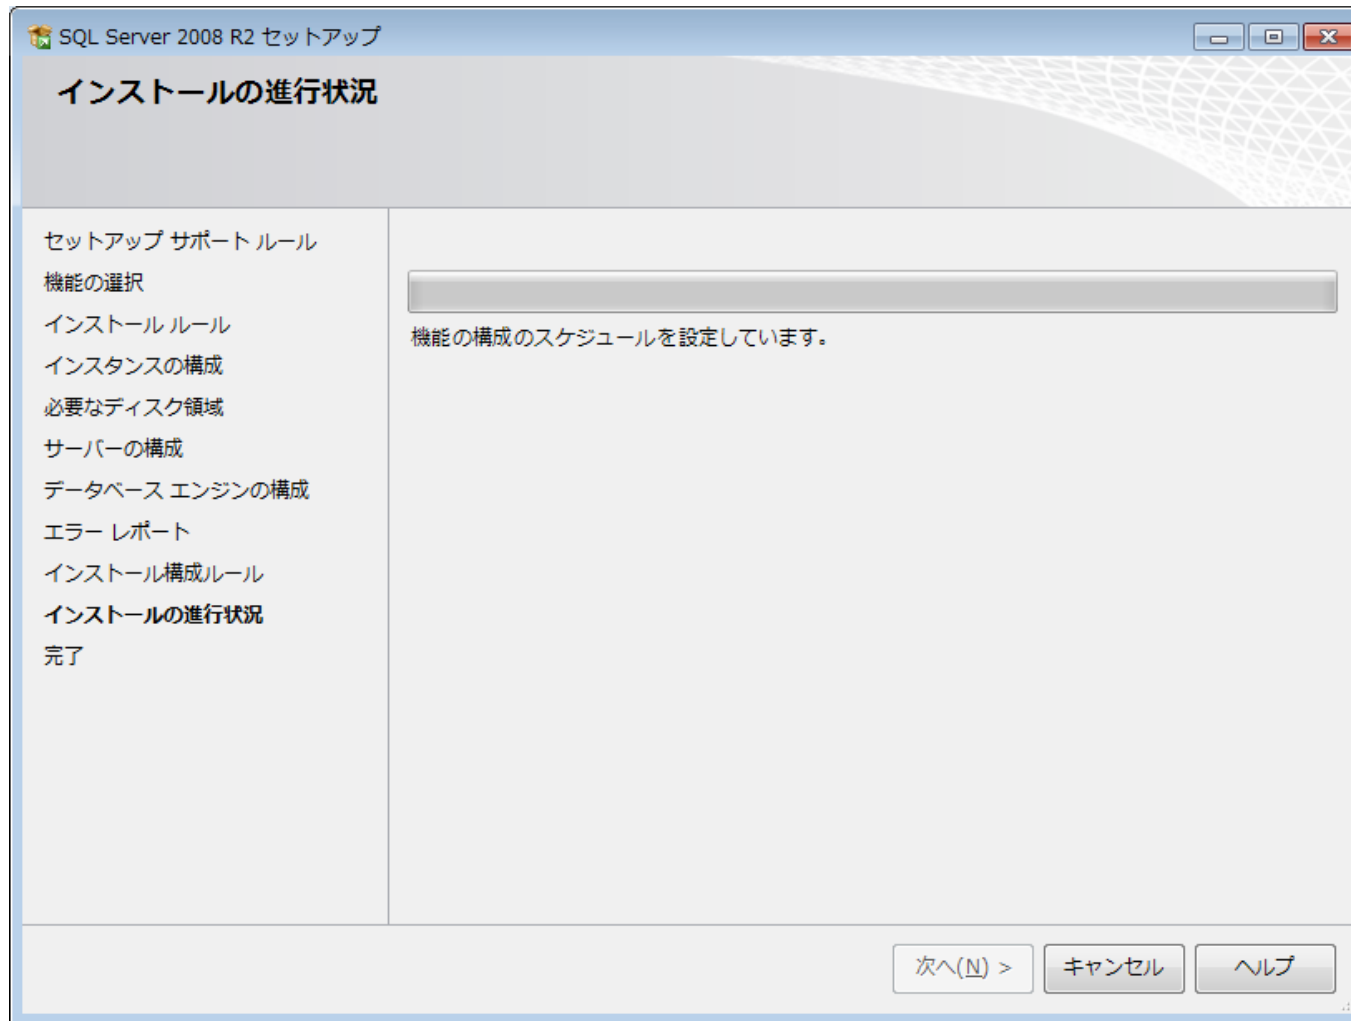 SQL Server 2008 R2 セットアップ
インストールの進行状況
セットアップ サポート ルール
機能の選択
インストール ルール
インスタンスの構成
必要なディスク領域
サーバーの構成
データベース エンジンの構成
エラー レポート
インストール構成ルール
インストールの進行状況
完了
機能の構成のスケジュールを設定しています。
次へ(N) >
キャンセル
ヘルプ